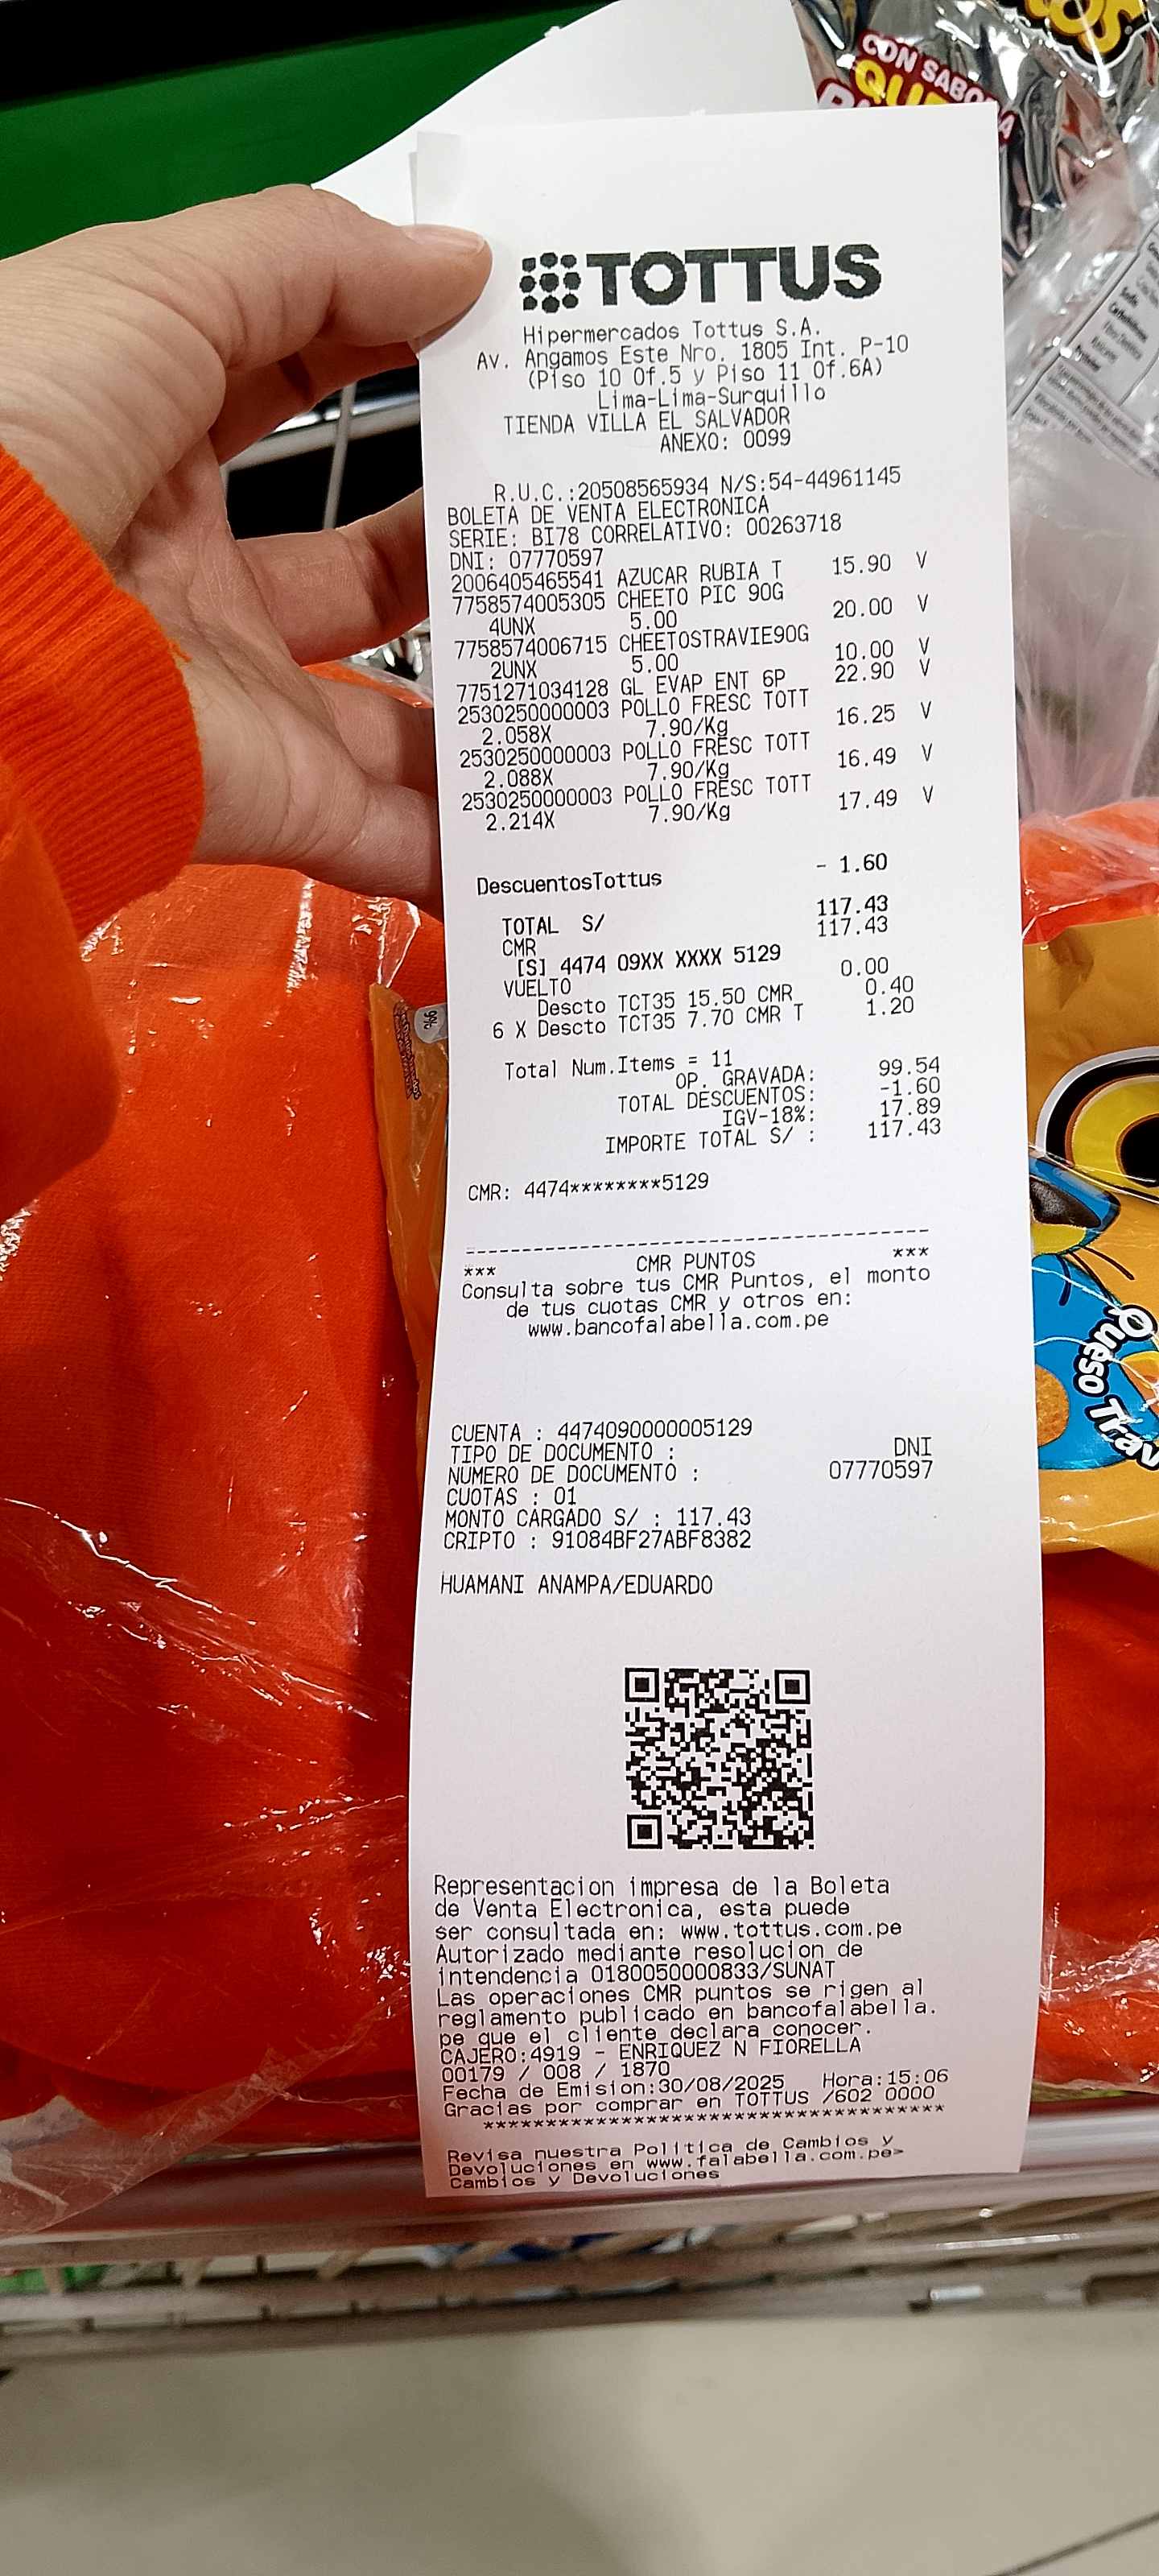 CON SABOR A
TOTTUS
Hipermercados Tottus S.A.
Av. Angamos Este Nro. 1805 Int. P-10
(Piso 10 Of.5 y Piso 11 Of.6A)
Lima-Lima-Surquillo
TIENDA VILLA EL SALVADOR
ANEXO: 0099
R.U.C.:20508565934 N/S:54-44961145
BOLETA DE VENTA ELECTRONICA
SERIE: BI78 CORRELATIVO: 00263718
DNI: 07770597
2006405465541 AZUCAR RUBIA T 15.90 V
7758574005305 CHEETO PIC 90G
4UNX 5.00 20.00 V
7758574006715 CHEETOSTRAVIE90G
2UNX 5.00 10.00 V
7751271034128 GL EVAP ENT 6P 22.90 V
2530250000003 POLLO FRESC TOTT
2.058X 7.90/Kg 16.25 V
2530250000003 POLLO FRESC TOTT
2.088X 7.90/Kg 16.49 V
2530250000003 POLLO FRESC TOTT
2.214X 7.90/Kg 17.49 V
DescuentosTottus - 1.60
TOTAL S/ 117.43
CMR 117.43
[S] 4474 09XX XXXX 5129
VUELTO 0.00
Descto TCT35 15.50 CMR 0.40
6 X Descto TCT35 7.70 CMR T 1.20
Total Num.Items = 11
OP. GRAVADA: 99.54
TOTAL DESCUENTOS: -1.60
IGV-18%: 17.89
IMPORTE TOTAL S/ : 117.43
CMR: 4474********5129
*** CMR PUNTOS ***
Consulta sobre tus CMR Puntos, el monto
de tus cuotas CMR y otros en:
www.bancofalabella.com.pe
CUENTA : 4474090000005129
TIPO DE DOCUMENTO : DNI
NUMERO DE DOCUMENTO : 07770597
CUOTAS : 01
MONTO CARGADO S/ : 117.43
CRIPTO : 91084BF27ABF8382
HUAMANI ANAMPA/EDUARDO
Representacion impresa de la Boleta
de Venta Electronica, esta puede
ser consultada en: www.tottus.com.pe
Autorizado mediante resolucion de
intendencia 0180050000833/SUNAT
Las operaciones CMR puntos se rigen al
reglamento publicado en bancofalabella.
pe que el cliente declara conocer.
CAJERO:4919 - ENRIQUEZ N FIORELLA
00179 / 008 / 1870
Fecha de Emision:30/08/2025 Hora:15:06
Gracias por comprar en TOTTUS /602 0000
**************************************
Revisa nuestra Politica de Cambios y
Devoluciones en www.falabella.com.pe>
Cambios y Devoluciones
Queso